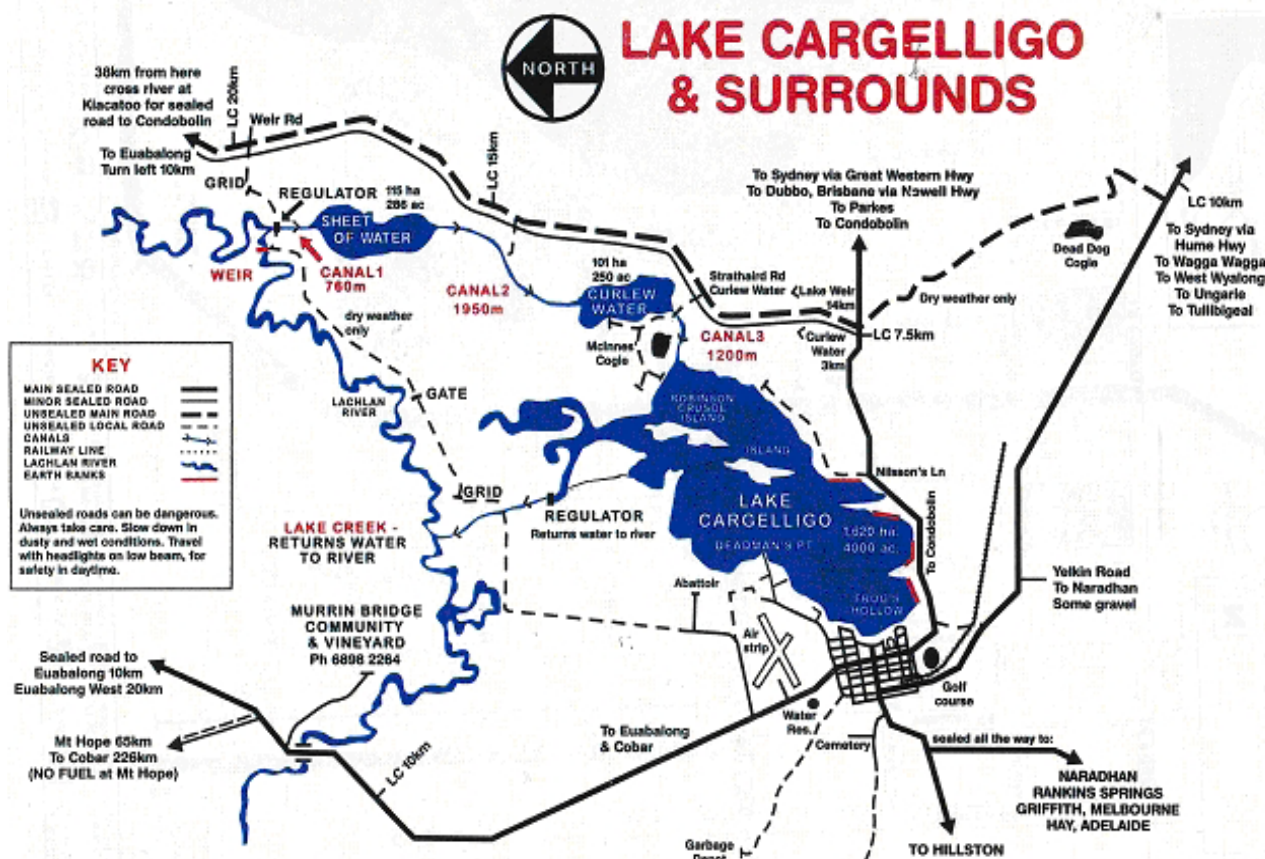 LAKE CARGELLIGO
& SURROUNDS
NORTH
38km from here
cross river at
Kiacatoo for sealed
road to Condobolin
LC 20km
Weir Rd
To Euabalong
Turn left 10km
GRID
REGULATOR
115 ha
286 ac
SHEET
OF WATER
LC 15km
WEIR
CANAL1
760m
CANAL2
1950m
101 ha
250 ac
CURLEW
WATER
Strathaird Rd
Curlew Water
To Sydney via Great Western Hwy
To Dubbo, Brisbane via Newell Hwy
To Parkes
To Condobolin
Lake Weir
14km
Dry weather only
Dead Dog
Cogie
LC 10km
To Sydney via
Hume Hwy
To Wagga Wagga
To West Wyalong
To Ungarie
To Tullibigeal
dry weather
only
McInnes
Cogie
CANAL3
1200m
Curlew
Water
3km
LC 7.5km
KEY
MAIN SEALED ROAD
MINOR SEALED ROAD
UNSEALED MAIN ROAD
UNSEALED LOCAL ROAD
CANALS
RAILWAY LINE
LACHLAN RIVER
EARTH BANKS
Unsealed roads can be dangerous.
Always take care. Slow down in
dusty and wet conditions. Travel
with headlights on low beam, for
safety in daytime.
LACHLAN
RIVER
GATE
ROBINSON
CRUSOE
ISLAND
ISLAND
Nilsson's Ln
GRID
REGULATOR
Returns water to river
LAKE
CARGELLIGO
DEADMAN'S PT
1,620 ha.
4000 ac.
FROG'S
HOLLOW
To Condobolin
LAKE CREEK -
RETURNS WATER
TO RIVER
Abattoir
Yelkin Road
To Naradhan
Some gravel
MURRIN BRIDGE
COMMUNITY
& VINEYARD
Ph 6898 2264
Air
strip
Sealed road to
Euabalong 10km
Euabalong West 20km
Golf
course
Water
Res.
To Euabalong
& Cobar
Mt Hope 65km
To Cobar 226km
(NO FUEL at Mt Hope)
LC 10km
Cemetery
sealed all the way to:
NARADHAN
RANKINS SPRINGS
GRIFFITH, MELBOURNE
HAY, ADELAIDE
TO HILLSTON
Garbage
Depot